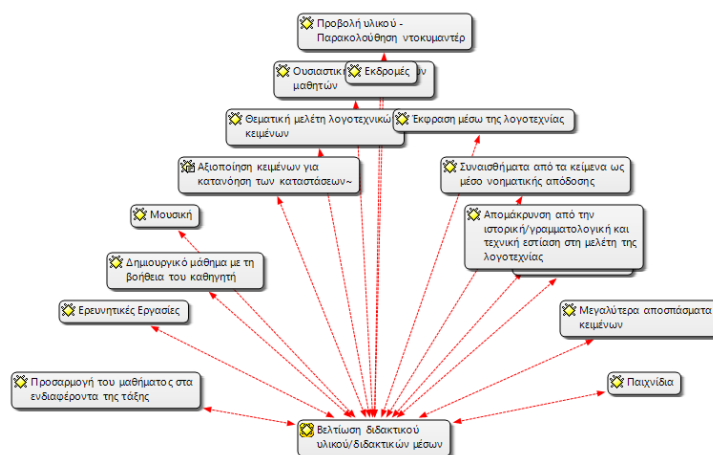 Προβολή υλικού -
Παρακολούθηση ντοκυμαντέρ
Ουσιαστικ
Εκδρομές
μαθητών
Θεματική μελέτη λογοτεχνικώ
κειμένων
Έκφραση μέσω της λογοτεχνίας
Αξιοποίηση κειμένων για
κατανόηση των καταστάσεων~
Συναισθήματα από τα κείμενα ως
μέσο νοηματικής απόδοσης
Μουσική
Απομάκρυνση από την
ιστορική/γραμματολογική και
τεχνική εστίαση στη μελέτη της
λογοτεχνίας
Δημιουργικό μάθημα με τη
βοήθεια του καθηγητή
Ερευνητικές Εργασίες
Μεγαλύτερα αποσπάσματα
κειμένων
Προσαρμογή του μαθήματος στα
ενδιαφέροντα της τάξης
Παιχνίδια
Βελτίωση διδακτικού
υλικού/διδακτικών μέσων